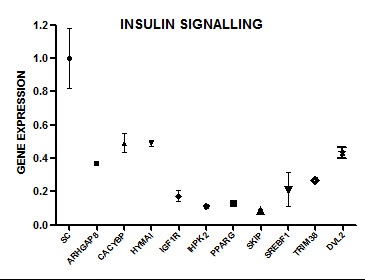 INSULIN SIGNALLING
GENE EXPRESSION
1.2
1.0
0.8
0.6
0.4
0.2
0.0
SC
ARHGAP8
CACYBP
HYMAI
IGF1R
IHPK2
PPARG
SKIP
SREBF1
TRIM38
DVL2